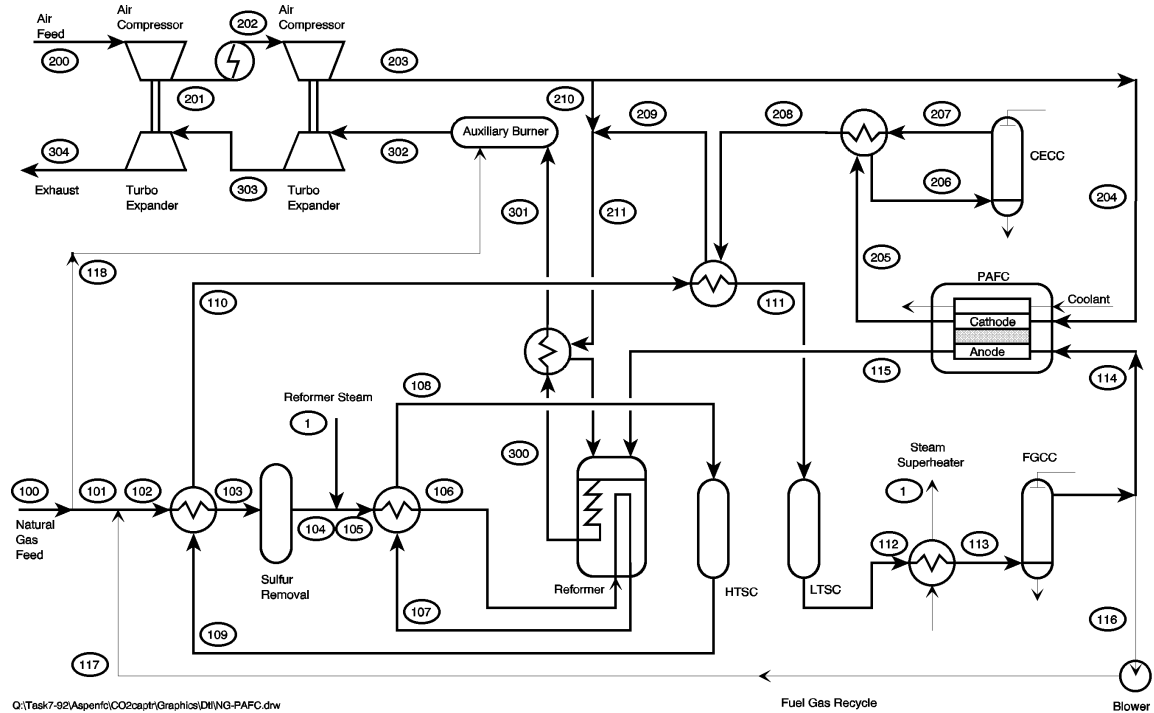 Air
Feed
200
Air
Compressor
201
202
Air
Compressor
203
210
209
208
207
CECC
206
204
304
Exhaust
Turbo
Expander
303
Turbo
Expander
302
Auxiliary Burner
301
211
205
118
110
111
PAFC
Coolant
Cathode
Anode
115
114
108
Reformer Steam
1
300
Steam
Superheater
1
FGCC
100
101
102
103
104
105
106
112
113
Natural
Gas
Feed
Sulfur
Removal
Reformer
HTSC
LTSC
107
109
116
117
Fuel Gas Recycle
Blower
Q:\Task7-92\Aspenfc\CO2captr\Graphics\Dtl\NG-PAFC.drw